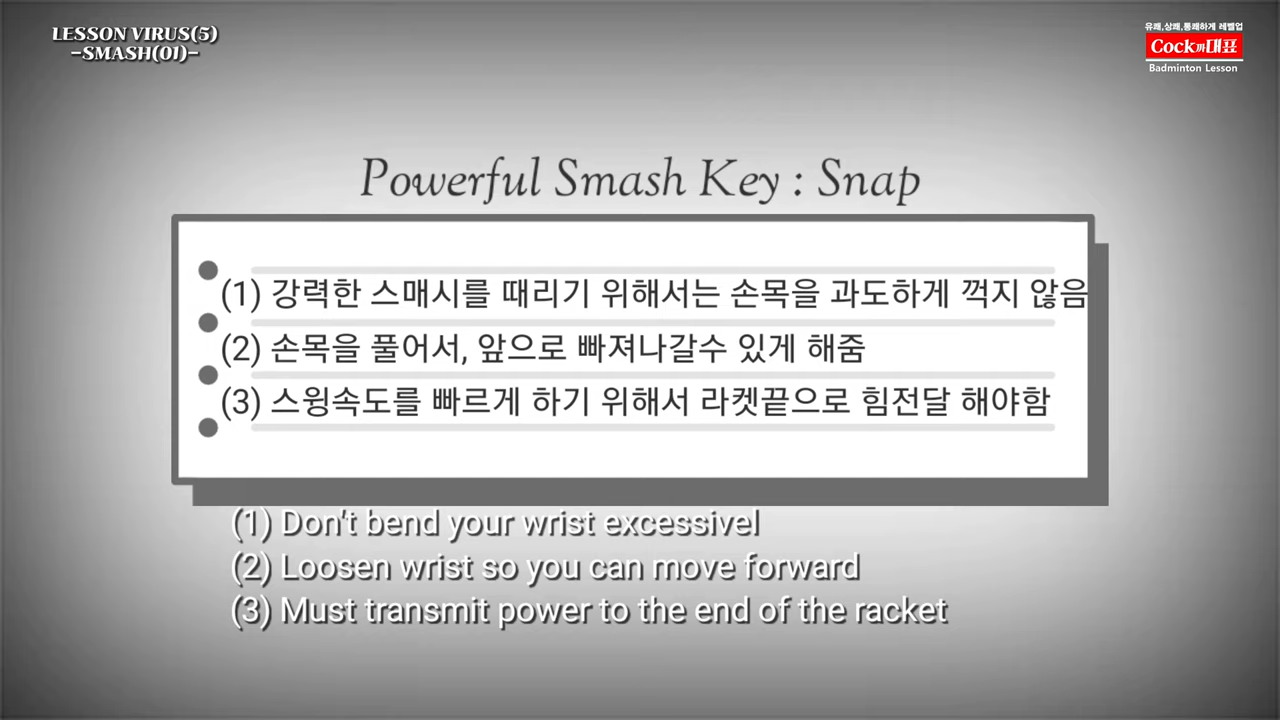 LESSON VIRUS(5)
-SMASH(01)-
유쾌,상쾌,통쾌하게 레벨업
Cock까대표
Badminton Lesson
Powerful Smash Key : Snap
(1) 강력한 스매시를 때리기 위해서는 손목을 과도하게 꺽지 않음
(2) 손목을 풀어서, 앞으로 빠져나갈수 있게 해줌
(3) 스윙속도를 빠르게 하기 위해서 라켓끝으로 힘전달 해야함
(1) Don't bend your wrist excessivel
(2) Loosen wrist so you can move forward
(3) Must transmit power to the end of the racket